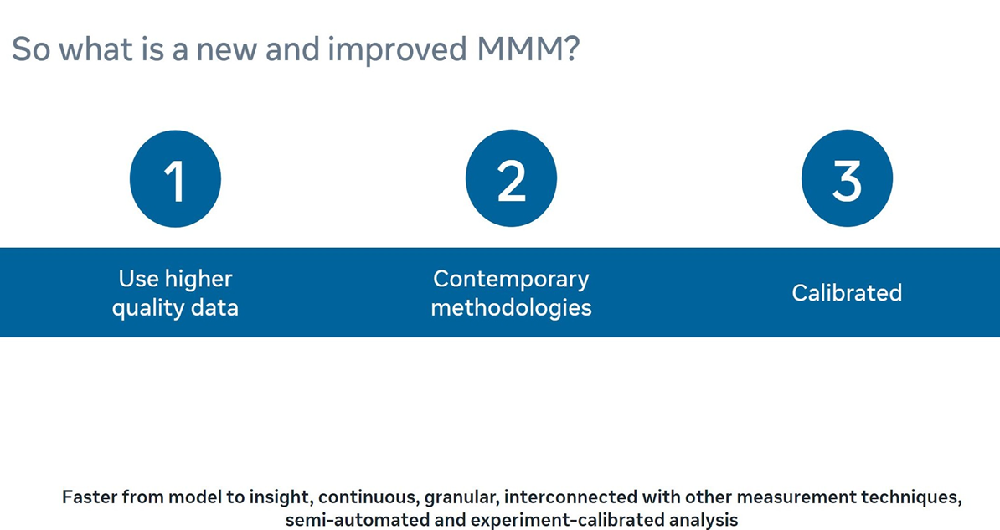 So what is a new and improved MMM?
1
2
3
Use higher
quality data
Contemporary
methodologies
Calibrated
Faster from model to insight, continuous, granular, interconnected with other measurement techniques,
semi-automated and experiment-calibrated analysis